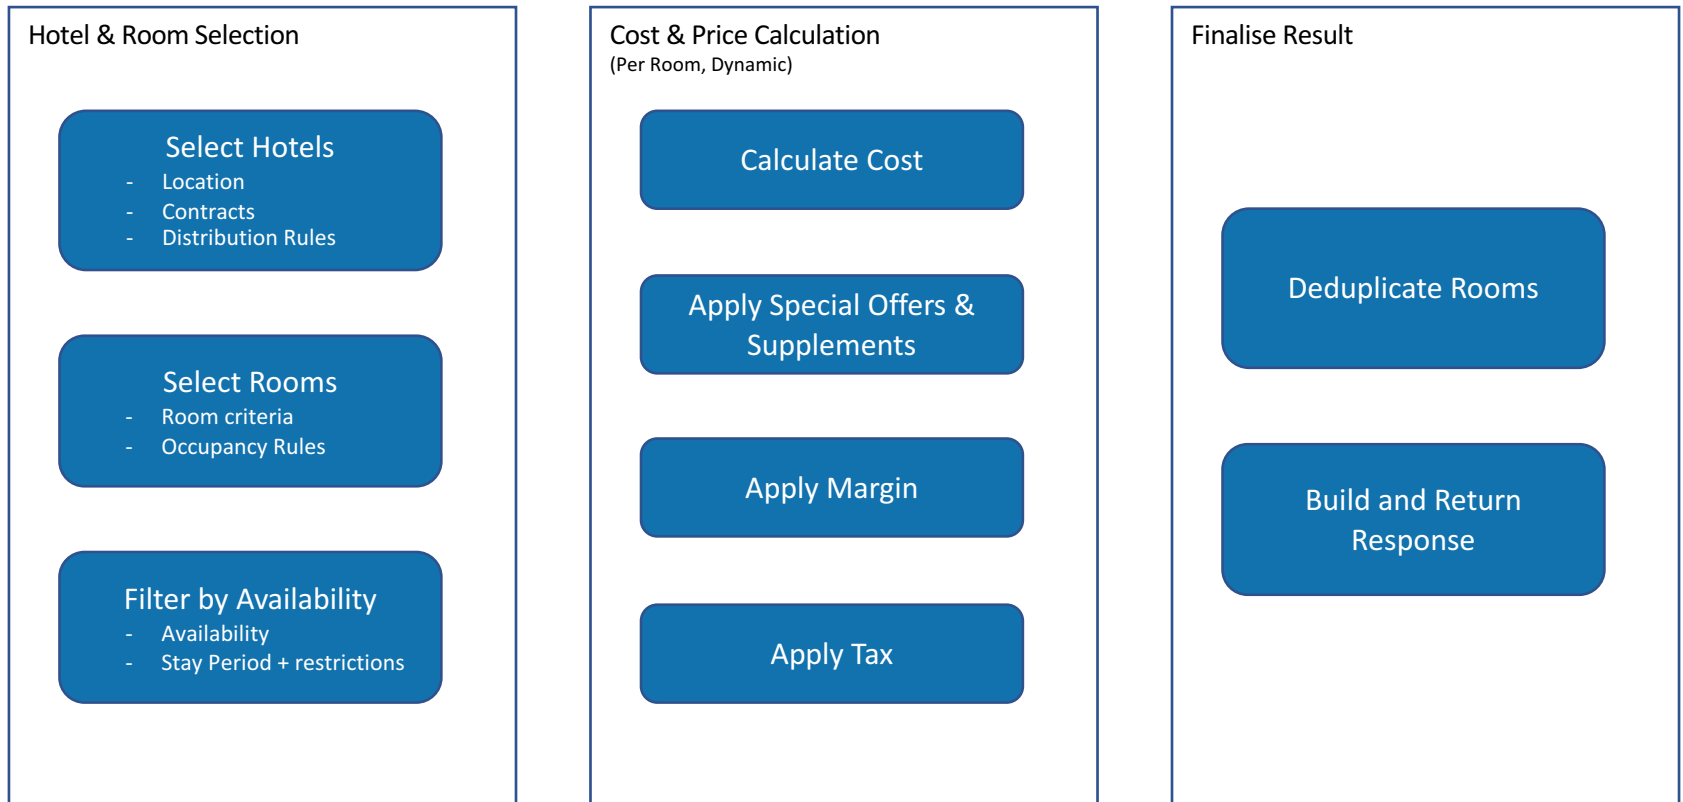 Hotel & Room Selection
Select Hotels
- Location
- Contracts
- Distribution Rules
Select Rooms
- Room criteria
- Occupancy Rules
Filter by Availability
- Availability
- Stay Period + restrictions
Cost & Price Calculation
(Per Room, Dynamic)
Calculate Cost
Apply Special Offers &
Supplements
Apply Margin
Apply Tax
Finalise Result
Deduplicate Rooms
Build and Return
Response